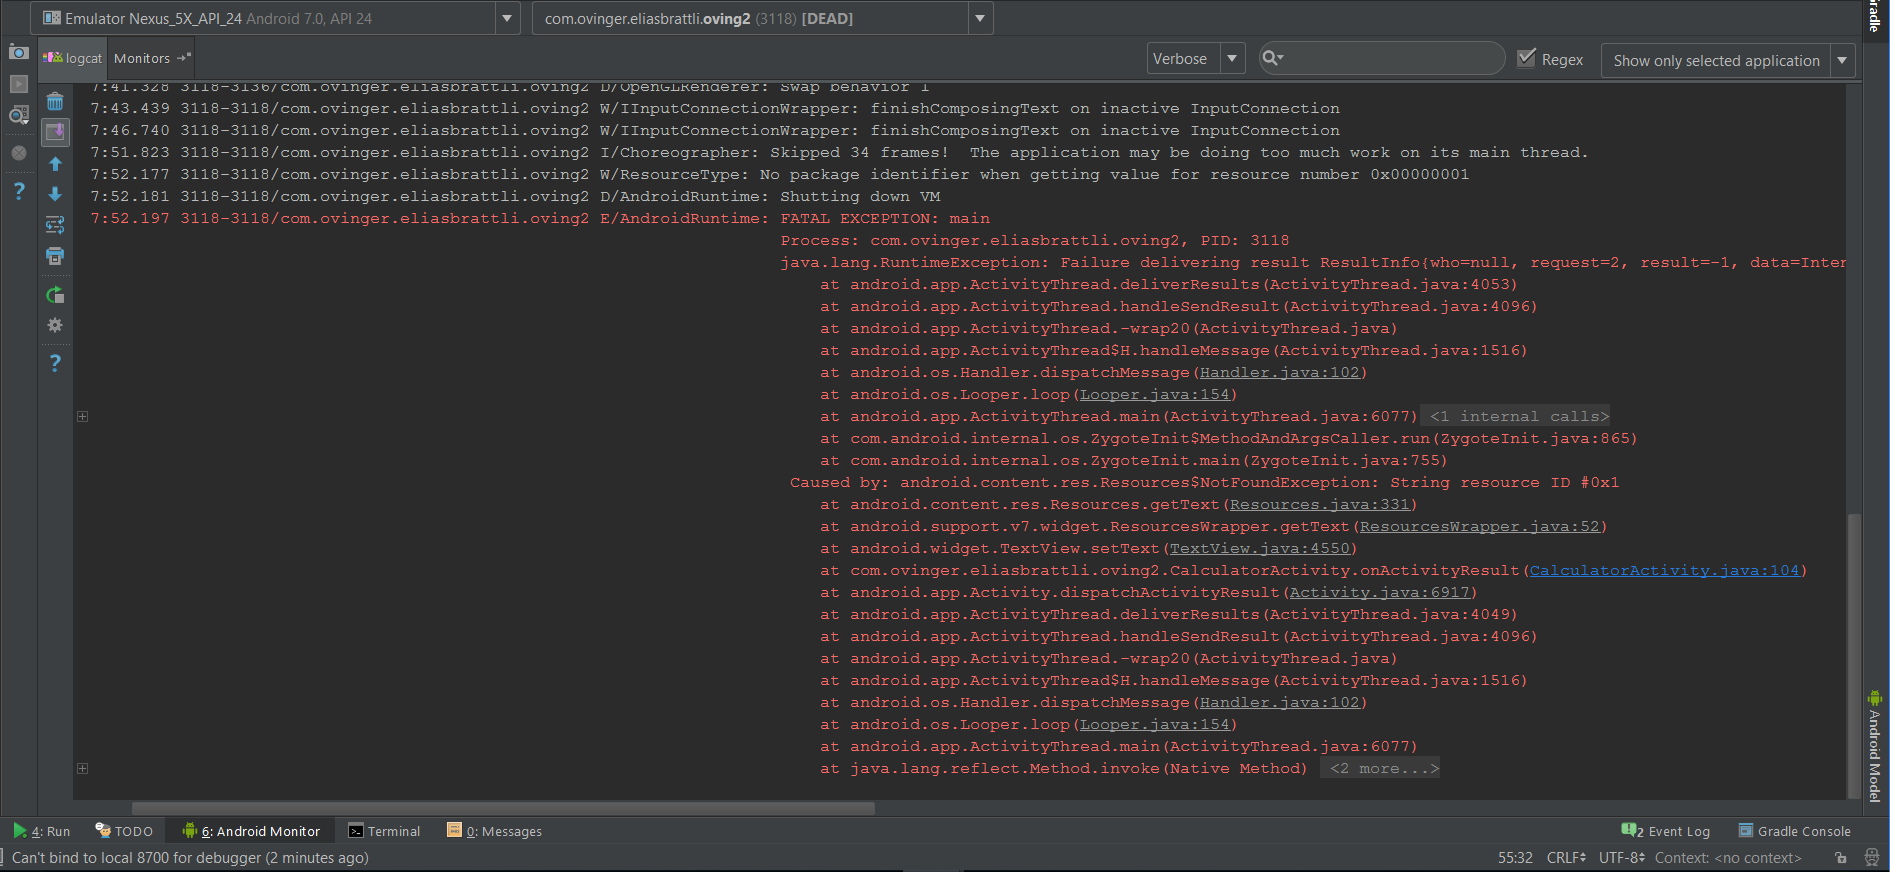 Emulator Nexus_5X_API_24 Android 7.0, API 24
com.ovinger.eliasbrattli.oving2 (3118) [DEAD]
Gradle
logcat
Monitors
Verbose
Regex
Show only selected application
7:41.328 3118-3136/com.ovinger.eliasbrattli.oving2 D/OpenGLRenderer: Swap behavior 1
7:43.439 3118-3118/com.ovinger.eliasbrattli.oving2 W/IInputConnectionWrapper: finishComposingText on inactive InputConnection
7:46.740 3118-3118/com.ovinger.eliasbrattli.oving2 W/IInputConnectionWrapper: finishComposingText on inactive InputConnection
7:51.823 3118-3118/com.ovinger.eliasbrattli.oving2 I/Choreographer: Skipped 34 frames!  The application may be doing too much work on its main thread.
7:52.177 3118-3118/com.ovinger.eliasbrattli.oving2 W/ResourceType: No package identifier when getting value for resource number 0x00000001
7:52.181 3118-3118/com.ovinger.eliasbrattli.oving2 D/AndroidRuntime: Shutting down VM
7:52.197 3118-3118/com.ovinger.eliasbrattli.oving2 E/AndroidRuntime: FATAL EXCEPTION: main
Process: com.ovinger.eliasbrattli.oving2, PID: 3118
java.lang.RuntimeException: Failure delivering result ResultInfo{who=null, request=2, result=-1, data=Inten
at android.app.ActivityThread.deliverResults(ActivityThread.java:4053)
at android.app.ActivityThread.handleSendResult(ActivityThread.java:4096)
at android.app.ActivityThread.-wrap20(ActivityThread.java)
at android.app.ActivityThread$H.handleMessage(ActivityThread.java:1516)
at android.os.Handler.dispatchMessage(Handler.java:102)
at android.os.Looper.loop(Looper.java:154)
at android.app.ActivityThread.main(ActivityThread.java:6077) <1 internal calls>
at com.android.internal.os.ZygoteInit$MethodAndArgsCaller.run(ZygoteInit.java:865)
at com.android.internal.os.ZygoteInit.main(ZygoteInit.java:755)
Caused by: android.content.res.Resources$NotFoundException: String resource ID #0x1
at android.content.res.Resources.getText(Resources.java:331)
at android.support.v7.widget.ResourcesWrapper.getText(ResourcesWrapper.java:52)
at android.widget.TextView.setText(TextView.java:4550)
at com.ovinger.eliasbrattli.oving2.CalculatorActivity.onActivityResult(CalculatorActivity.java:104)
at android.app.Activity.dispatchActivityResult(Activity.java:6917)
at android.app.ActivityThread.deliverResults(ActivityThread.java:4049)
at android.app.ActivityThread.handleSendResult(ActivityThread.java:4096)
at android.app.ActivityThread.-wrap20(ActivityThread.java)
at android.app.ActivityThread$H.handleMessage(ActivityThread.java:1516)
at android.os.Handler.dispatchMessage(Handler.java:102)
at android.os.Looper.loop(Looper.java:154)
at android.app.ActivityThread.main(ActivityThread.java:6077)
at java.lang.reflect.Method.invoke(Native Method) <2 more...>
Android Model
4: Run
TODO
6: Android Monitor
Terminal
0: Messages
2 Event Log
Gradle Console
Can't bind to local 8700 for debugger (2 minutes ago)
55:32 CRLF UTF-8 Context: <no context>